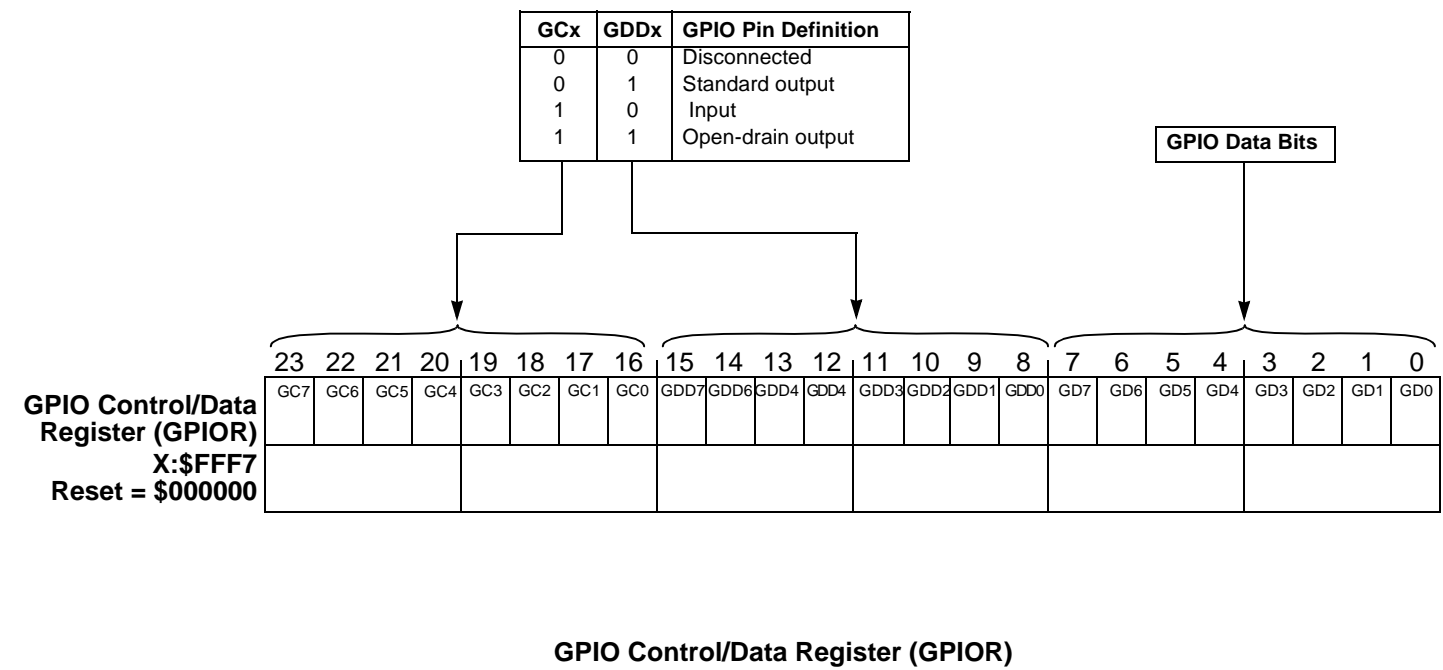 GCx GDDx GPIO Pin Definition
0 0 Disconnected
0 1 Standard output
1 0 Input
1 1 Open-drain output
GPIO Data Bits
23 22 21 20 19 18 17 16 15 14 13 12 11 10 9 8 7 6 5 4 3 2 1 0
GC7 GC6 GC5 GC4 GC3 GC2 GC1 GC0 GDD7 GDD6 GDD4 GDD4 GDD3 GDD2 GDD1 GDD0 GD7 GD6 GD5 GD4 GD3 GD2 GD1 GD0
GPIO Control/Data
Register (GPIOR)
X:$FFF7
Reset = $000000
GPIO Control/Data Register (GPIOR)